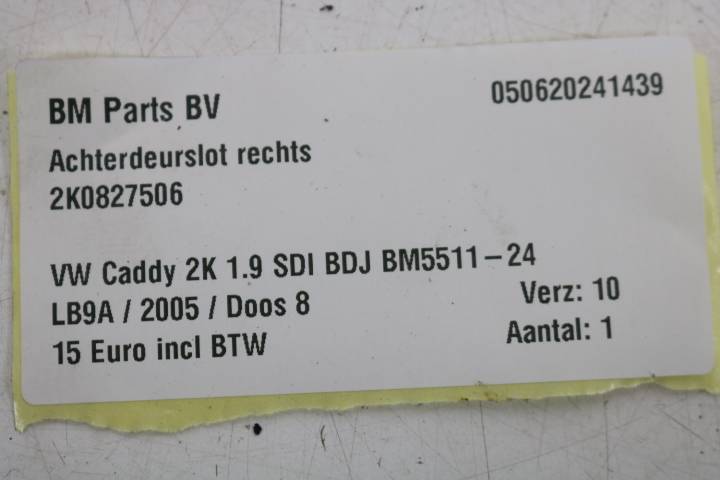 BM Parts BV
050620241439
Achterdeurslot rechts
2K0827506
VW Caddy 2K 1.9 SDI BDJ BM5511-24
LB9A / 2005 / Doos 8
Verz: 10
15 Euro incl BTW
Aantal: 1